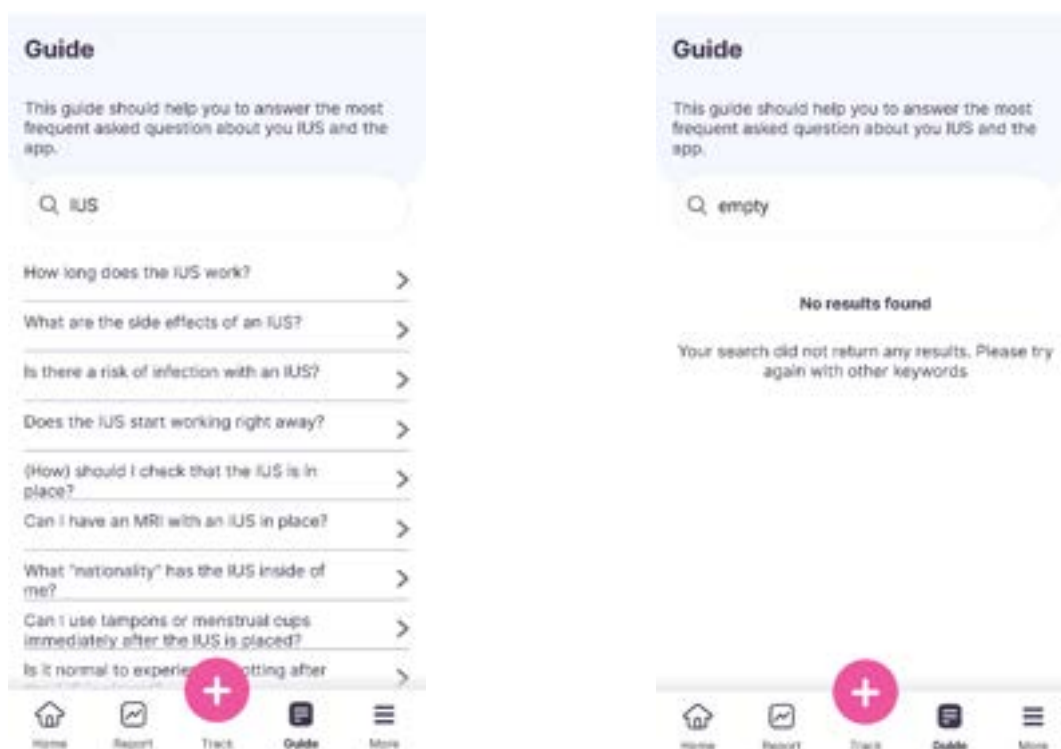 Guide
This guide should help you to answer the most
frequent asked question about you IUS and the
app.
IUS
How long does the IUS work?
What are the side effects of an IUS?
Is there a risk of infection with an IUS?
Does the IUS start working right away?
(How) should I check that the IUS is in
place?
Can I have an MRI with an IUS in place?
What "nationality" has the IUS inside of
me?
Can I use tampons or menstrual cups
immediately after the IUS is placed?
Is it normal to experie otting after
Home Report Track Guide More
Guide
This guide should help you to answer the most
frequent asked question about you IUS and the
app.
empty
No results found
Your search did not return any results. Please try
again with other keywords
Home Report Track Guide More